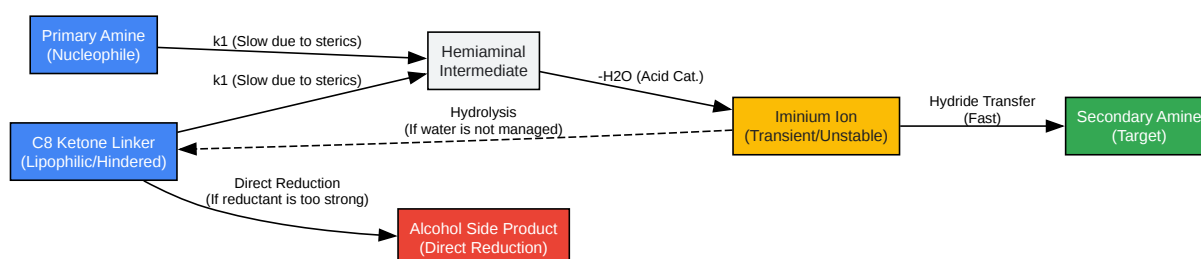 Primary Amine
(Nucleophile)
k1 (Slow due to sterics)
Hemiaminal
Intermediate
k1 (Slow due to sterics)
-H2O (Acid Cat.)
C8 Ketone Linker
(Lipophilic/Hindered)
Hydrolysis
(If water is not managed)
Iminium Ion
(Transient/Unstable)
Hydride Transfer
(Fast)
Secondary Amine
(Target)
Direct Reduction
(If reductant is too strong)
Alcohol Side Product
(Direct Reduction)